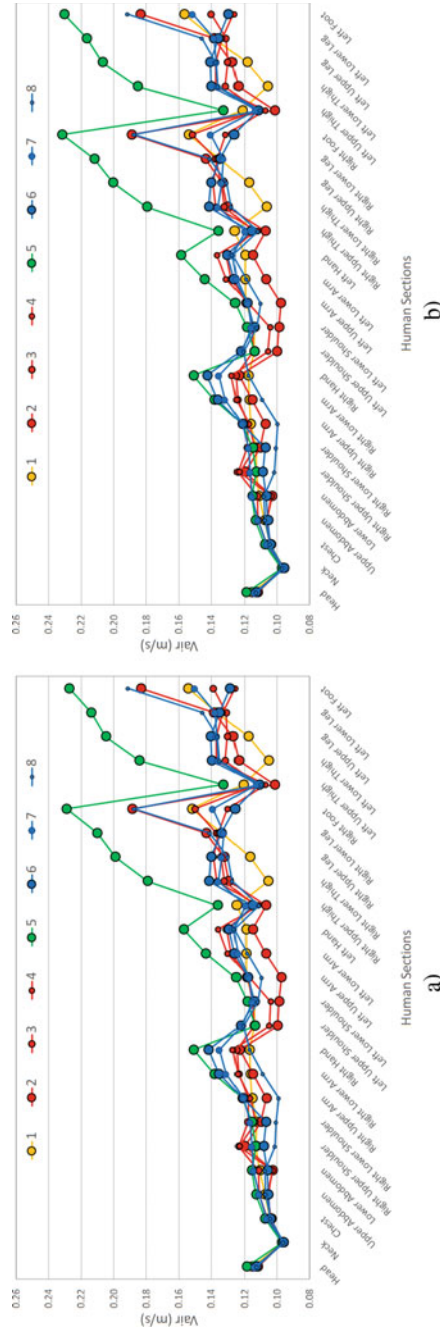 1 2 3 4 5 6 7 8
Vair (m/s)
0.26
0.24
0.22
0.20
0.18
0.16
0.14
0.12
0.10
0.08
Head
Neck
Chest
Upper Abdomen
Lower Abdomen
Right Upper Shoulder
Right Lower Shoulder
Right Upper Arm
Right Lower Arm
Right Hand
Left Upper Shoulder
Left Lower Shoulder
Left Upper Arm
Left Lower Arm
Left Hand
Right Upper Thigh
Right Lower Thigh
Right Upper Leg
Right Lower Leg
Right Foot
Left Upper Thigh
Left Lower Thigh
Left Upper Leg
Left Lower Leg
Left Foot
Human Sections
a)
1 2 3 4 5 6 7 8
Vair (m/s)
0.26
0.24
0.22
0.20
0.18
0.16
0.14
0.12
0.10
0.08
Head
Neck
Chest
Upper Abdomen
Lower Abdomen
Right Upper Shoulder
Right Lower Shoulder
Right Upper Arm
Right Lower Arm
Right Hand
Left Upper Shoulder
Left Lower Shoulder
Left Upper Arm
Left Lower Arm
Left Hand
Right Upper Thigh
Right Lower Thigh
Right Upper Leg
Right Lower Leg
Right Foot
Left Upper Thigh
Left Lower Thigh
Left Upper Leg
Left Lower Leg
Left Foot
Human Sections
b)